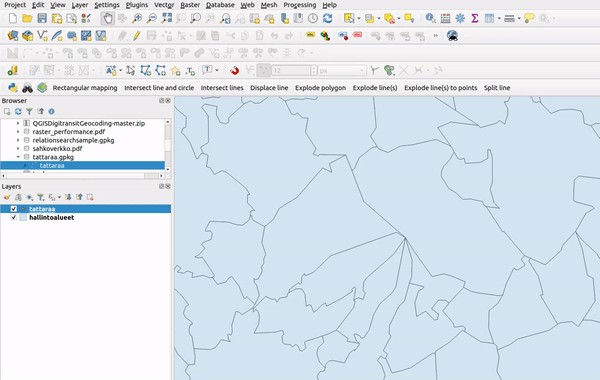 Project Edit View Layer Settings Plugins Vector Raster Database Web Mesh Processing Help
12 px
Rectangular mapping Intersect line and circle Intersect lines Displace line Explode polygon Explode line(s) Explode line(s) to points Split line
Browser
QGISDigitransitGeocoding-master.zip
raster_performance.pdf
relationsearchsample.gpkg
sahkoverkko.pdf
tattaraa.gpkg
tattaraa
Layers
tattaraa
hallintoalueet